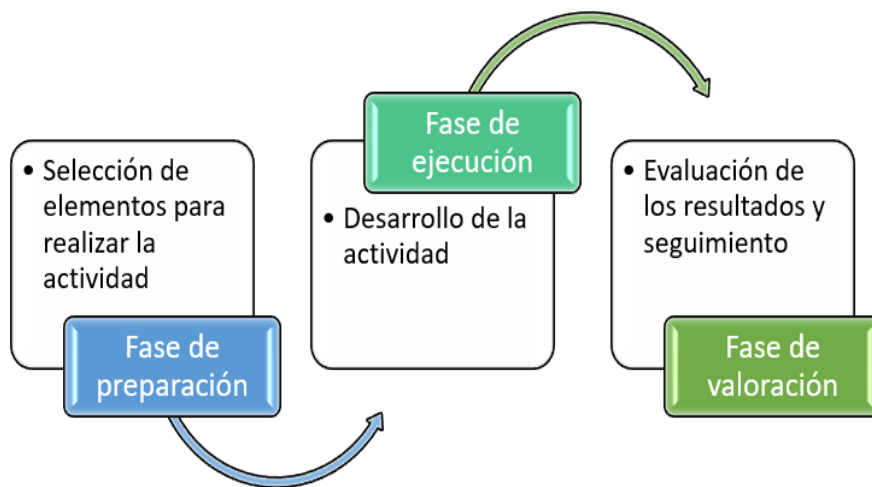 • Selección de
elementos para
realizar la
actividad
Fase de
preparación
Fase de
ejecución
• Desarrollo de la
actividad
• Evaluación de
los resultados y
seguimiento
Fase de
valoración